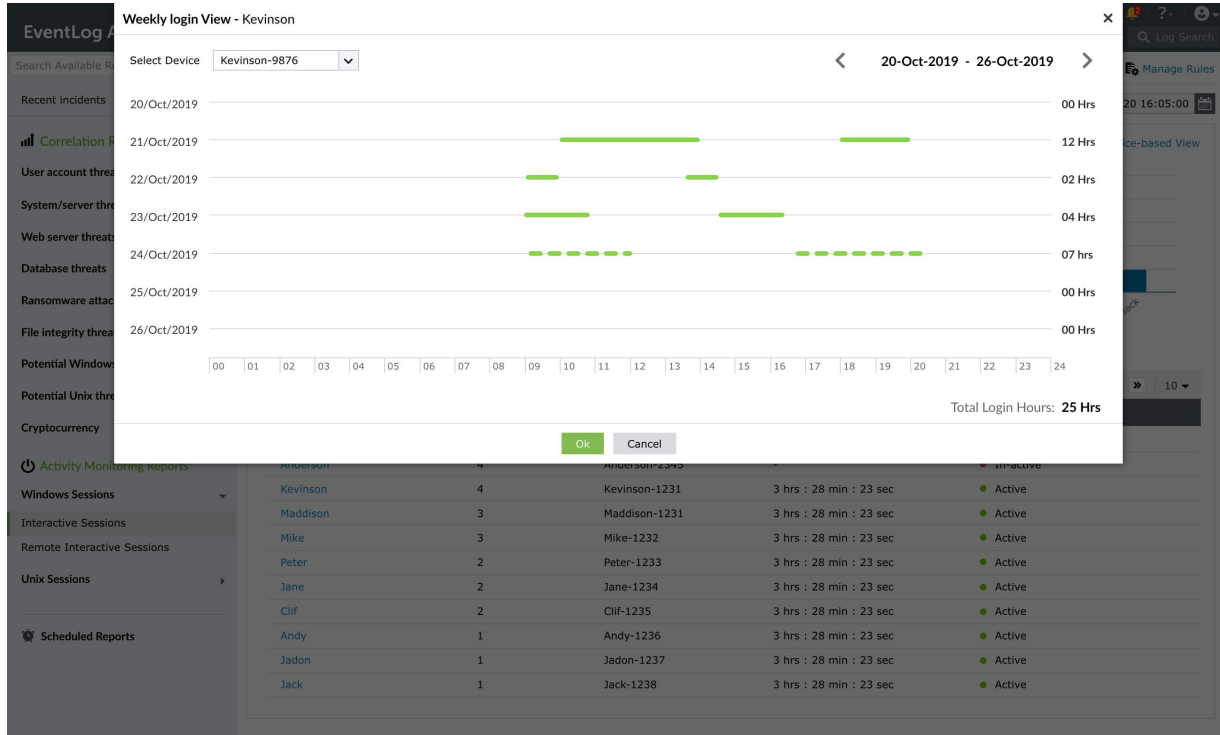 Weekly login View - Kevinson
×
2
?
EventLog A
Log Search
Search Available Re
Select Device Kevinson-9876
20-Oct-2019 - 26-Oct-2019
Manage Rules
Recent incidents
20 16:05:00
20/Oct/2019 00 Hrs
Correlation R
21/Oct/2019 12 Hrs
ice-based View
User account threa
22/Oct/2019 02 Hrs
System/server thre
23/Oct/2019 04 Hrs
Web server threats
24/Oct/2019 07 hrs
Database threats
25/Oct/2019 00 Hrs
Ransomware attac
Jack
26/Oct/2019 00 Hrs
File integrity threa
Potential Windows
00 01 02 03 04 05 06 07 08 09 10 11 12 13 14 15 16 17 18 19 20 21 22 23 24
Potential Unix thre
» 10
Total Login Hours: 25 Hrs
Cryptocurrency
Ok Cancel
Activity Monitoring Reports
Anderson 4 Anderson-2345 - In-active
Windows Sessions
Kevinson 4 Kevinson-1231 3 hrs : 28 min : 23 sec Active
Maddison 3 Maddison-1231 3 hrs : 28 min : 23 sec Active
Interactive Sessions
Mike 3 Mike-1232 3 hrs : 28 min : 23 sec Active
Remote Interactive Sessions
Peter 2 Peter-1233 3 hrs : 28 min : 23 sec Active
Unix Sessions
Jane 2 Jane-1234 3 hrs : 28 min : 23 sec Active
Clif 2 Clif-1235 3 hrs : 28 min : 23 sec Active
Scheduled Reports
Andy 1 Andy-1236 3 hrs : 28 min : 23 sec Active
Jadon 1 Jadon-1237 3 hrs : 28 min : 23 sec Active
Jack 1 Jack-1238 3 hrs : 28 min : 23 sec Active